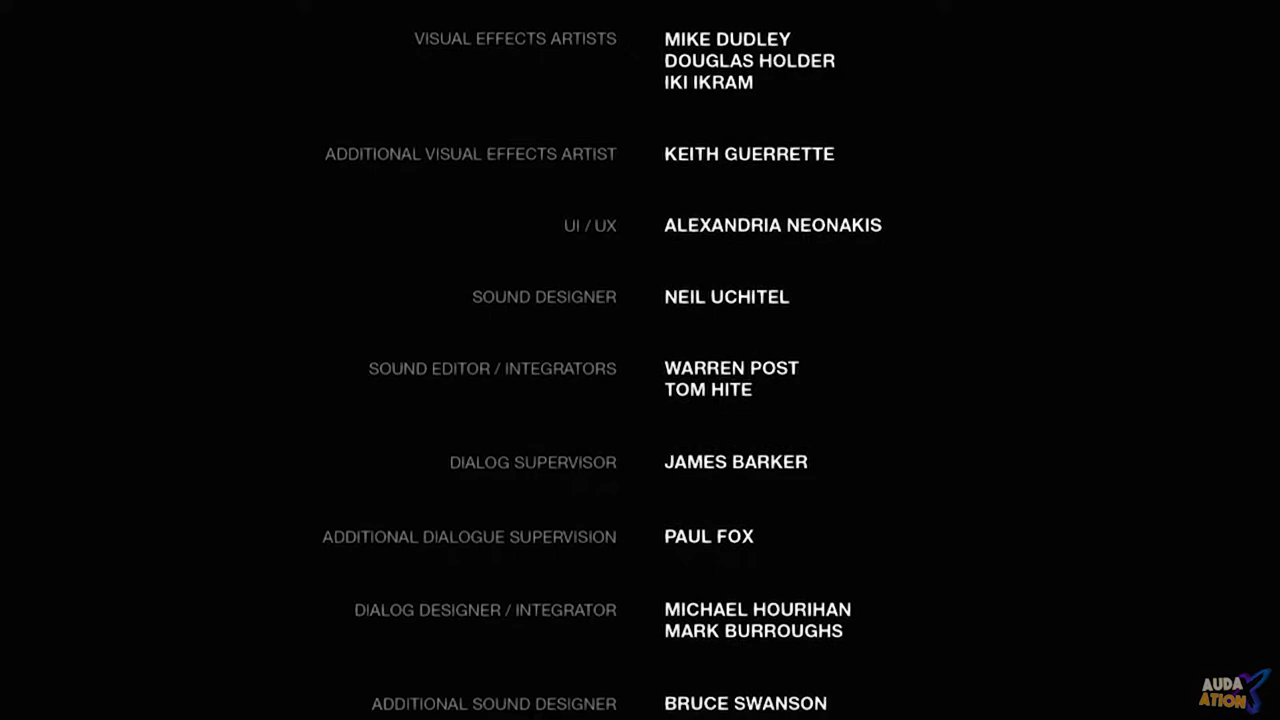 VISUAL EFFECTS ARTISTS MIKE DUDLEY
DOUGLAS HOLDER
IKI IKRAM
ADDITIONAL VISUAL EFFECTS ARTIST KEITH GUERRETTE
UI / UX ALEXANDRIA NEONAKIS
SOUND DESIGNER NEIL UCHITEL
SOUND EDITOR / INTEGRATORS WARREN POST
TOM HITE
DIALOG SUPERVISOR JAMES BARKER
ADDITIONAL DIALOGUE SUPERVISION PAUL FOX
DIALOG DESIGNER / INTEGRATOR MICHAEL HOURIHAN
MARK BURROUGHS
ADDITIONAL SOUND DESIGNER BRUCE SWANSON
AUDA
ATION